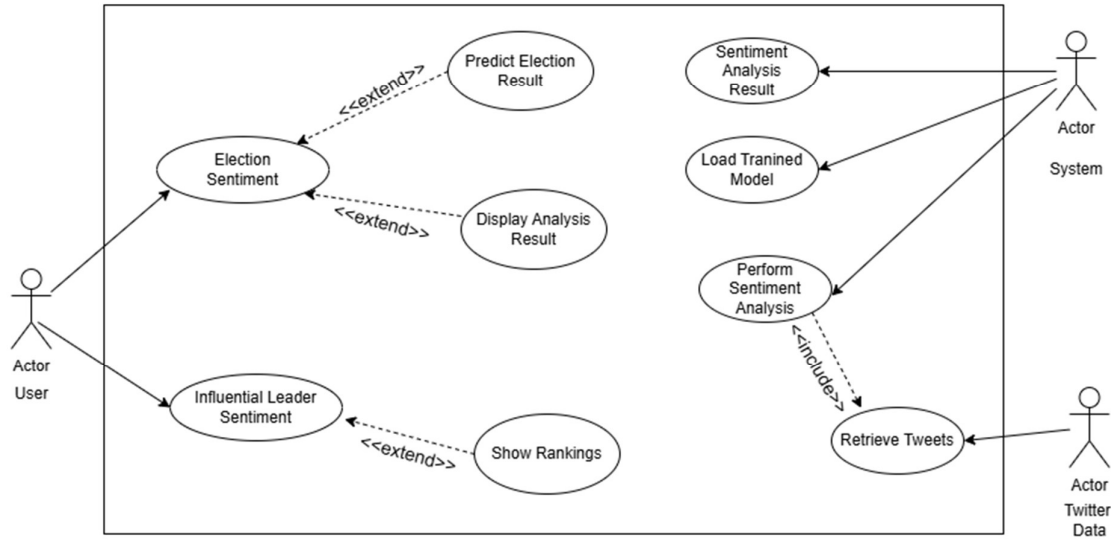 Predict Election
Result
<<extend>>
Election
Sentiment
<<extend>>
Display Analysis
Result
Actor
User
Influential Leader
Sentiment
<<extend>>
Show Rankings
Sentiment
Analysis
Result
Actor
System
Load Tranined
Model
Perform
Sentiment
Analysis
<<include>>
Retrieve Tweets
Actor
Twitter
Data